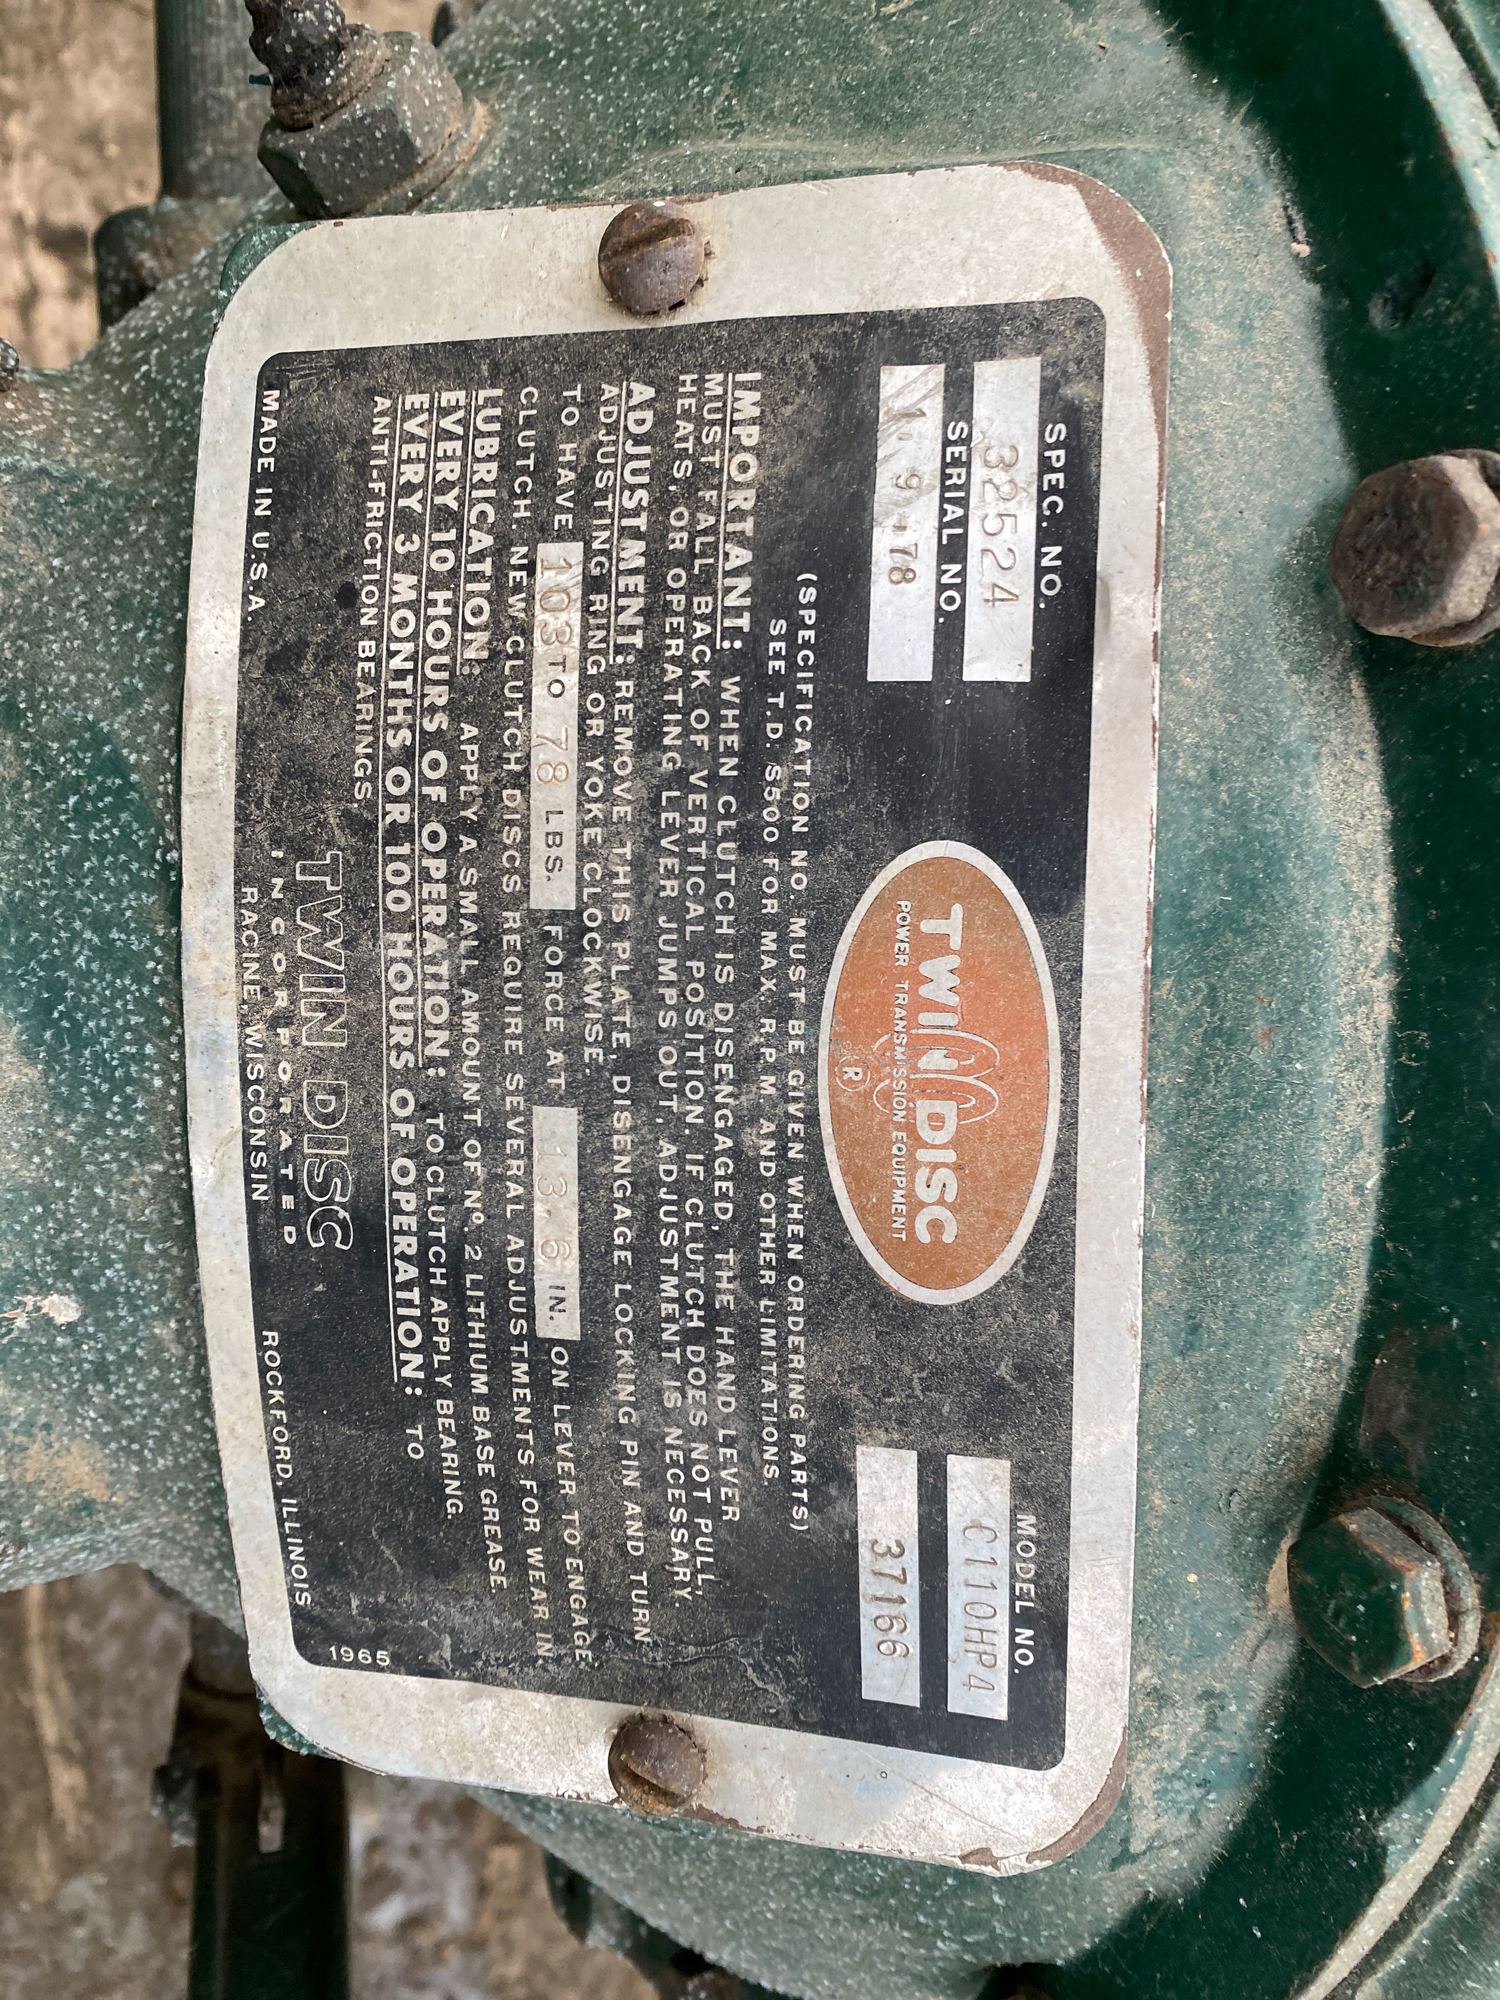 SPEC. NO.
32524
SERIAL NO.
1-9-78
TWIN DISC
POWER TRANSMISSION EQUIPMENT
®
MODEL NO.
C110HP4
37166
(SPECIFICATION NO. MUST BE GIVEN WHEN ORDERING PARTS)
SEE T.D. S500 FOR MAX. R.P.M. AND OTHER LIMITATIONS.
IMPORTANT: WHEN CLUTCH IS DISENGAGED, THE HAND LEVER
MUST FALL BACK OF VERTICAL POSITION. IF CLUTCH DOES NOT PULL,
HEATS, OR OPERATING LEVER JUMPS OUT, ADJUSTMENT IS NECESSARY.
ADJUSTMENT: REMOVE THIS PLATE, DISENGAGE LOCKING PIN AND TURN
ADJUSTING RING OR YOKE CLOCKWISE.
TO HAVE 103 TO 78 LBS. FORCE AT 13.6 IN. ON LEVER TO ENGAGE
CLUTCH. NEW CLUTCH DISCS REQUIRE SEVERAL ADJUSTMENTS FOR WEAR IN
LUBRICATION: APPLY A SMALL AMOUNT OF Nº. 2 LITHIUM BASE GREASE
EVERY 10 HOURS OF OPERATION: TO CLUTCH APPLY BEARING.
EVERY 3 MONTHS OR 100 HOURS OF OPERATION: TO
ANTI-FRICTION BEARINGS
TWIN DISC
INCORPORATED
MADE IN U.S.A. RACINE, WISCONSIN ROCKFORD, ILLINOIS
1965